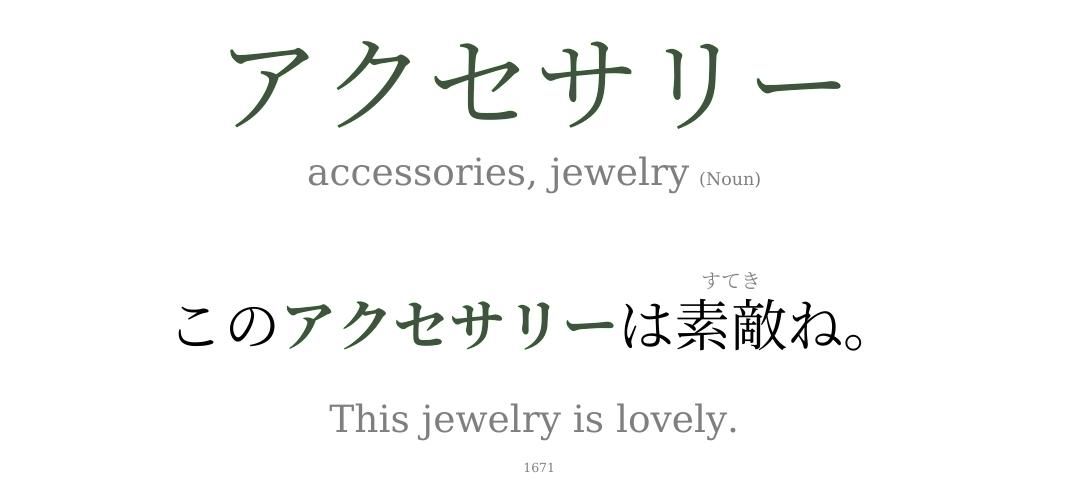 アクセサリー
accessories, jewelry (Noun)
すてき
このアクセサリーは素敵ね。
This jewelry is lovely.
1671